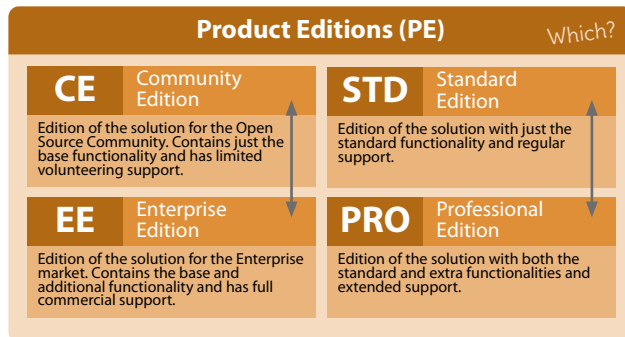 Product Editions (PE)
Which?
CE
Community
Edition
Edition of the solution for the Open
Source Community. Contains just the
base functionality and has limited
volunteering support.
STD
Standard
Edition
Edition of the solution with just the
standard functionality and regular
support.
EE
Enterprise
Edition
Edition of the solution for the Enterprise
market. Contains the base and
additional functionality and has full
commercial support.
PRO
Professional
Edition
Edition of the solution with both the
standard and extra functionalities and
extended support.